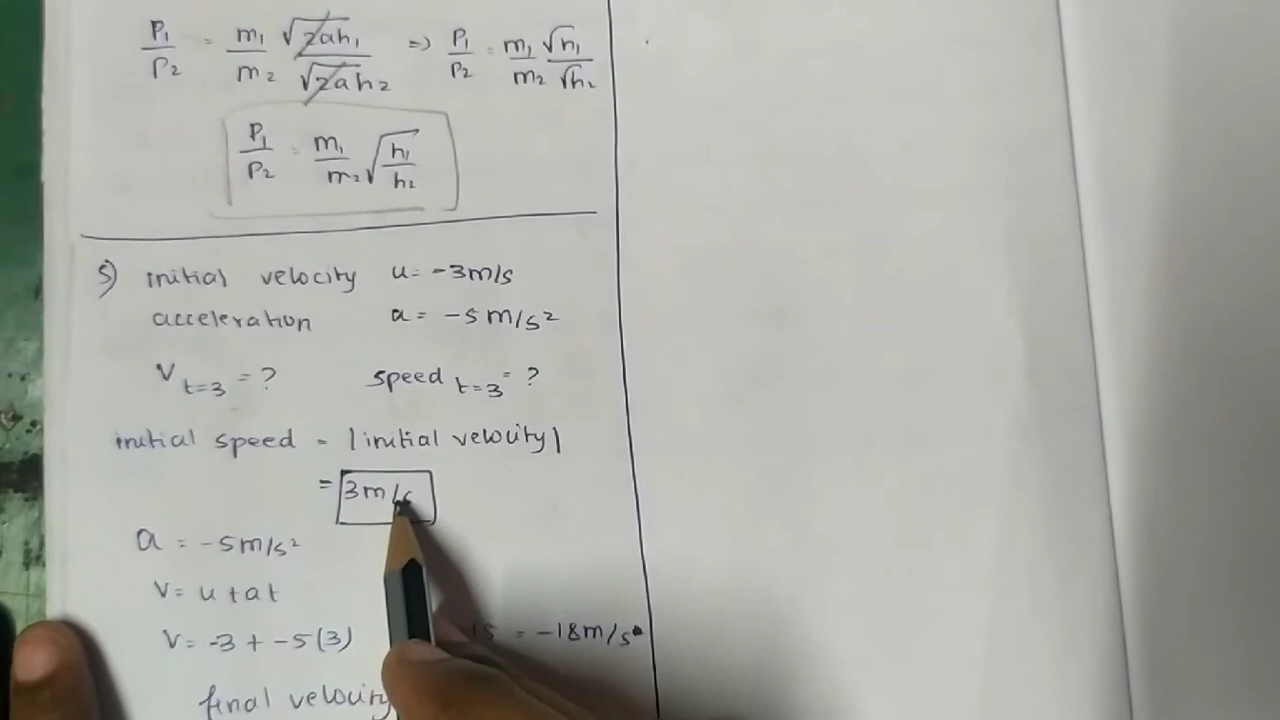 P₁/P₂ = m₁/m₂ √2ah₁/√2ah₂ => P₁/P₂ = m₁/m₂ √h₁/√h₂
P₁/P₂ = m₁/m₂ √h₁/h₂
5) initial velocity u = -3m/s
acceleration a = -5m/s²
V t=3 = ? speed t=3 = ?
initial speed = |initial velocity|
= 3m/s
a = -5m/s²
V = u + at
V = -3 + -5(3) 15 = -18m/s
final velocity